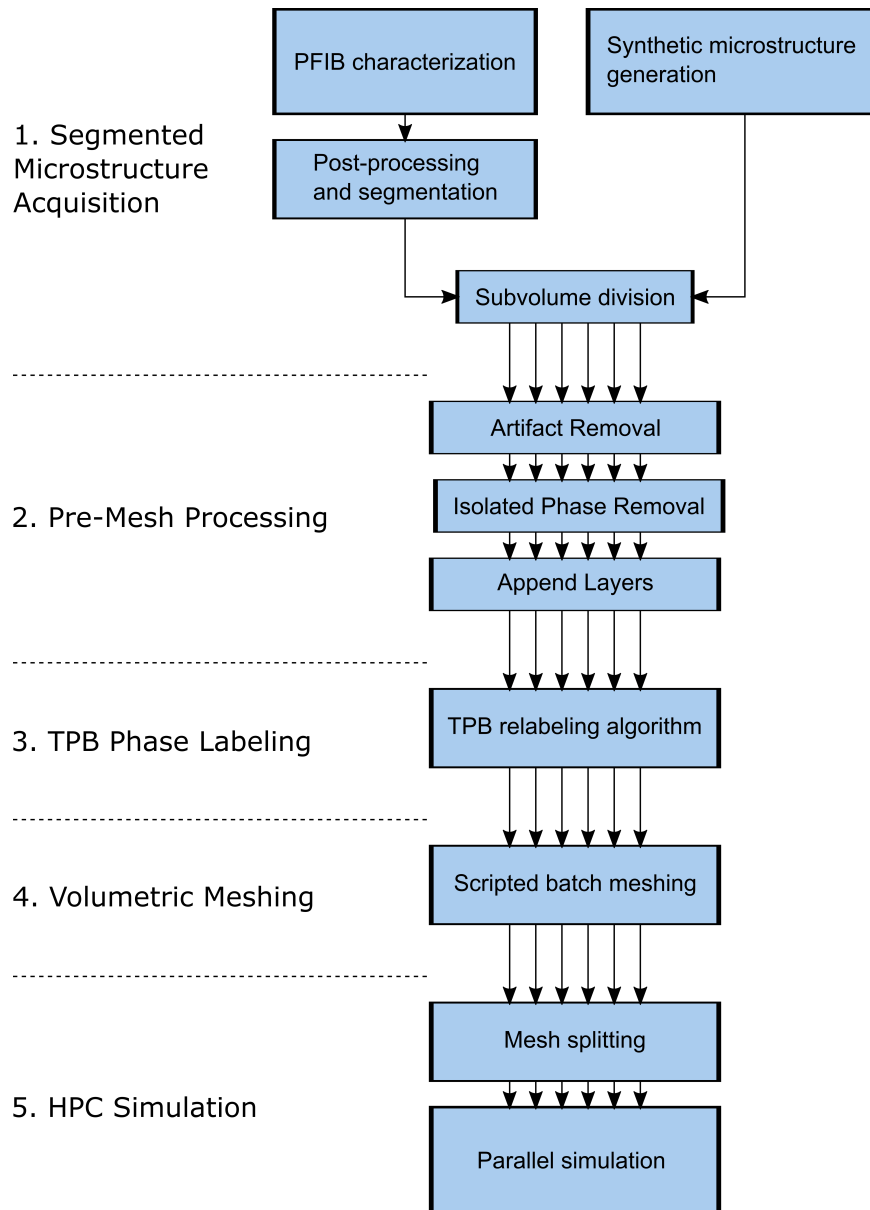 PFIB characterization
Synthetic microstructure
generation
1. Segmented
Microstructure
Acquisition
Post-processing
and segmentation
Subvolume division
Artifact Removal
2. Pre-Mesh Processing
Isolated Phase Removal
Append Layers
3. TPB Phase Labeling
TPB relabeling algorithm
4. Volumetric Meshing
Scripted batch meshing
Mesh splitting
5. HPC Simulation
Parallel simulation